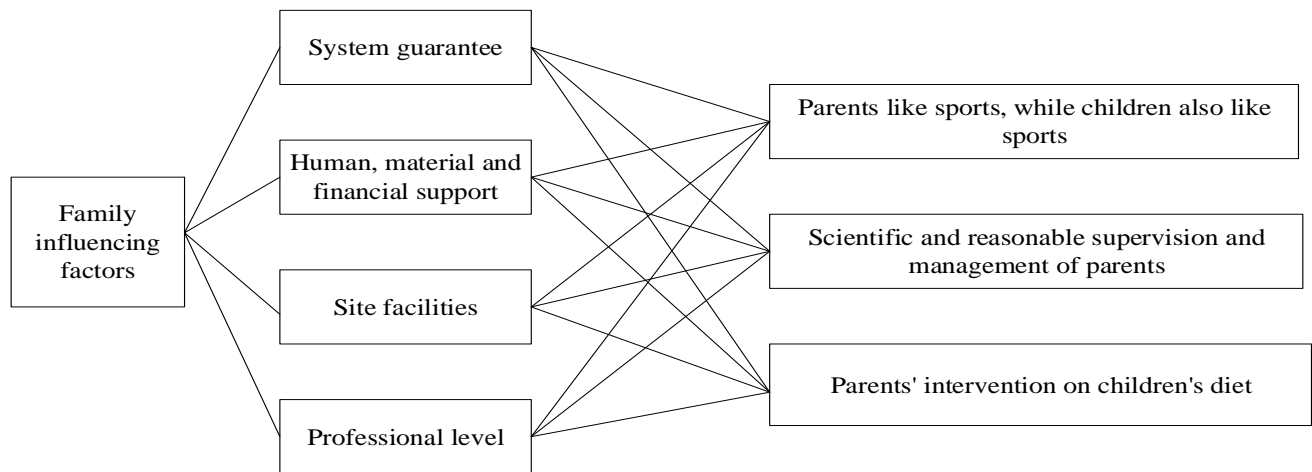 Family
influencing
factors
System guarantee
Human, material and
financial support
Site facilities
Professional level
Parents like sports, while children also like
sports
Scientific and reasonable supervision and
management of parents
Parents' intervention on children's diet